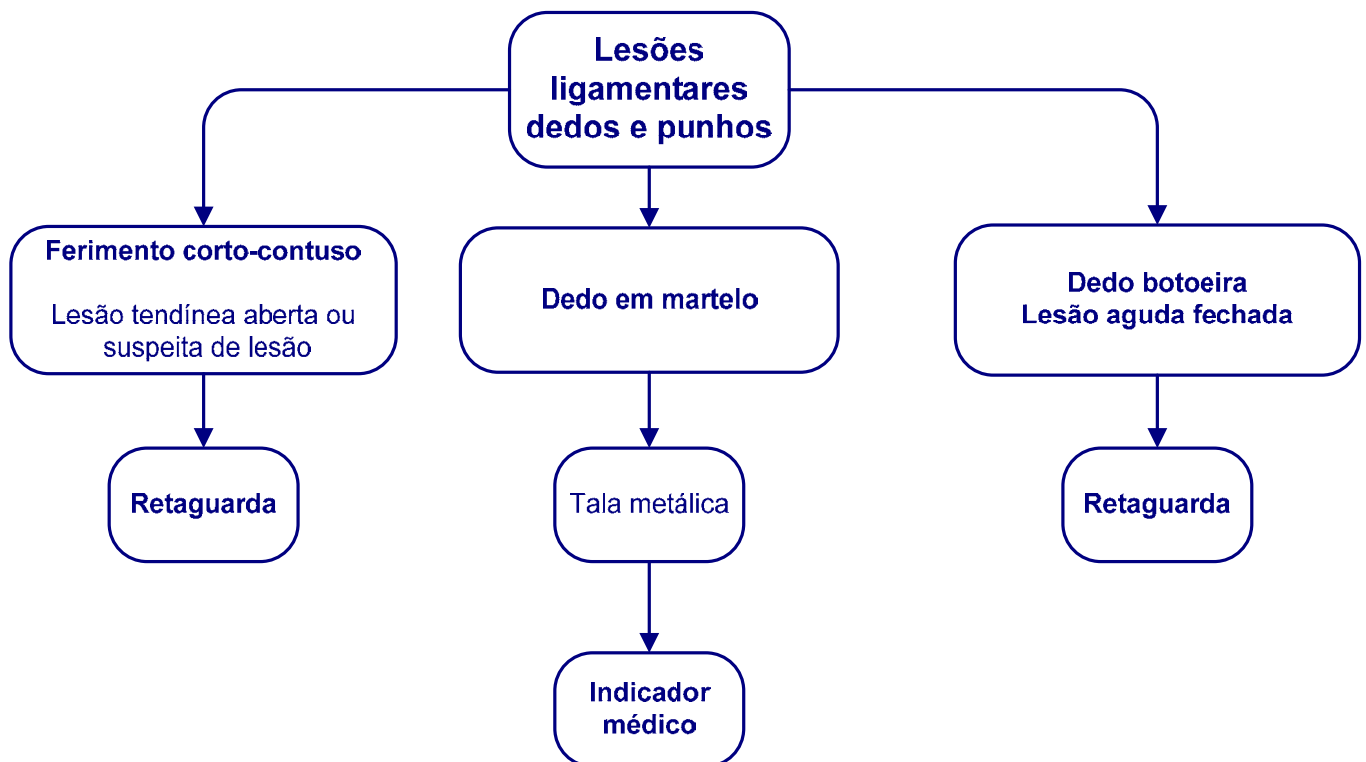 Lesões
ligamentares
dedos e punhos
Ferimento corto-contuso
Lesão tendínea aberta ou
suspeita de lesão
Dedo em martelo
Dedo botoeira
Lesão aguda fechada
Retaguarda
Tala metálica
Retaguarda
Indicador
médico